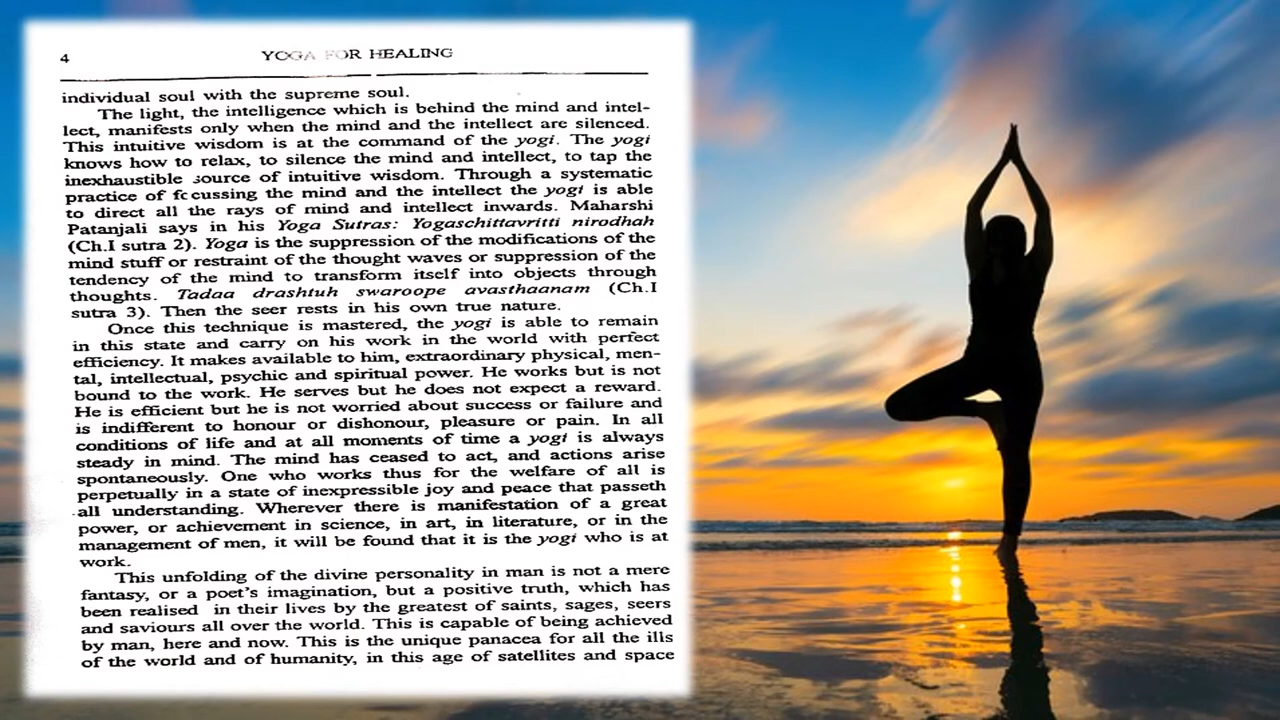 4
YOGA FOR HEALING
individual soul with the supreme soul.
The light, the intelligence which is behind the mind and intel-
lect, manifests only when the mind and the intellect are silenced.
This intuitive wisdom is at the command of the yogi. The yogi
knows how to relax, to silence the mind and intellect, to tap the
inexhaustible source of intuitive wisdom. Through a systematic
practice of focussing the mind and the intellect the yogi is able
to direct all the rays of mind and intellect inwards. Maharshi
Patanjali says in his Yoga Sutras: Yogaschittavritti nirodhah
(Ch.I sutra 2). Yoga is the suppression of the modifications of the
mind stuff or restraint of the thought waves or suppression of the
tendency of the mind to transform itself into objects through
thoughts. Tadaa drashtuh swaroope avasthaanam (Ch.I
sutra 3). Then the seer rests in his own true nature.
Once this technique is mastered, the yogi is able to remain
in this state and carry on his work in the world with perfect
efficiency. It makes available to him, extraordinary physical, men-
tal, intellectual, psychic and spiritual power. He works but is not
bound to the work. He serves but he does not expect a reward.
He is efficient but he is not worried about success or failure and
is indifferent to honour or dishonour, pleasure or pain. In all
conditions of life and at all moments of time a yogi is always
steady in mind. The mind has ceased to act, and actions arise
spontaneously. One who works thus for the welfare of all is
perpetually in a state of inexpressible joy and peace that passeth
all understanding. Wherever there is manifestation of a great
power, or achievement in science, in art, in literature, or in the
management of men, it will be found that it is the yogi who is at
work.
This unfolding of the divine personality in man is not a mere
fantasy, or a poet's imagination, but a positive truth, which has
been realised in their lives by the greatest of saints, sages, seers
and saviours all over the world. This is capable of being achieved
by man, here and now. This is the unique panacea for all the ills
of the world and of humanity, in this age of satellites and space